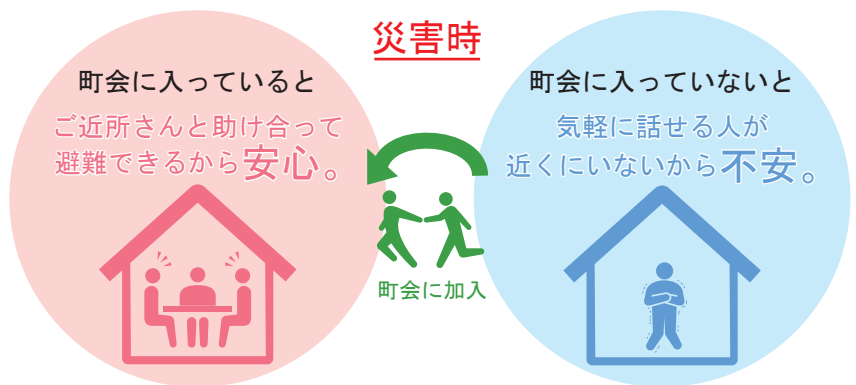 災害時
町会に入っていると
ご近所さんと助け合って
避難できるから安心。
町会に入っていないと
気軽に話せる人が
近くにいないから不安。
町会に加入